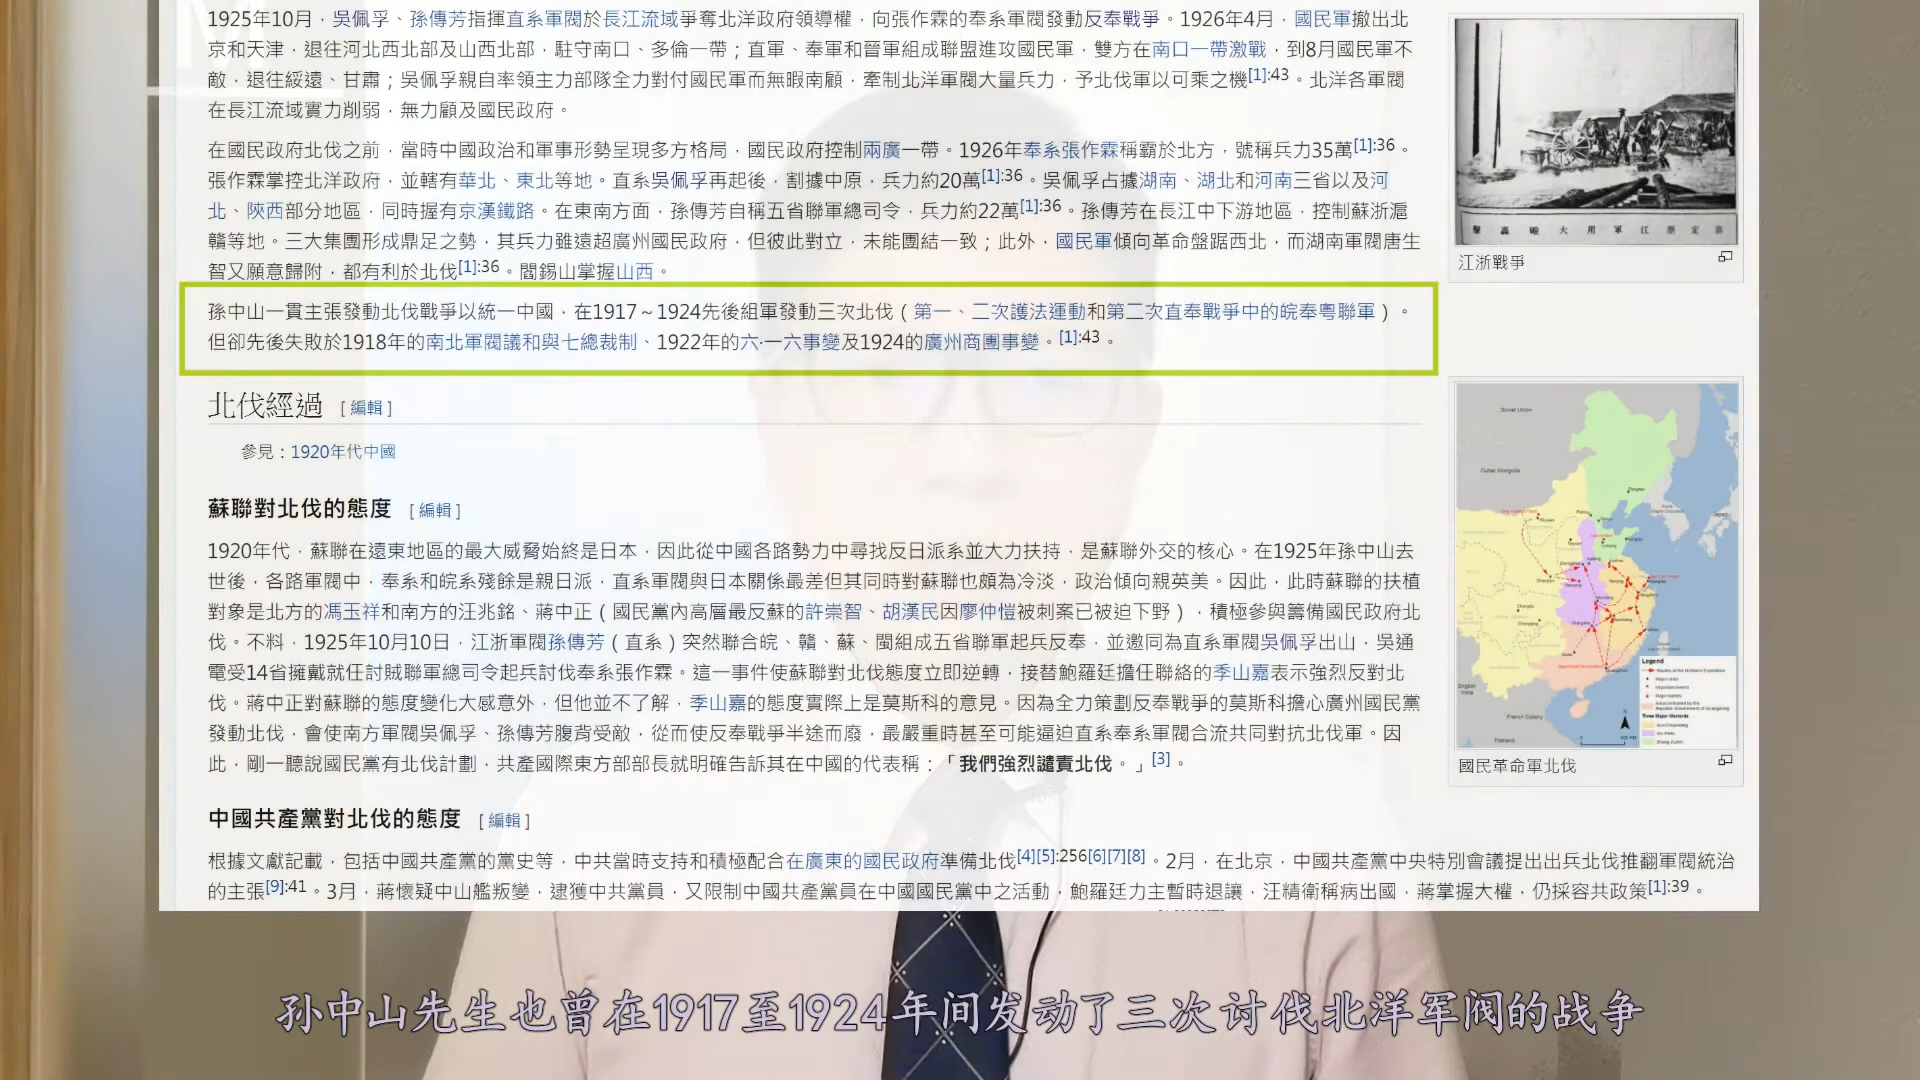 1925年10月，吳佩孚、孫傳芳指揮直系軍閥於長江流域爭奪北洋政府領導權，向張作霖的奉系軍閥發動反奉戰爭。1926年4月，國民軍撤出北
京和天津，退往河北西北部及山西北部，駐守南口、多倫一帶；直軍、奉軍和晉軍組成聯盟進攻國民軍，雙方在南口一帶激戰，到8月國民軍不
敵，退往綏遠、甘肅；吳佩孚親自率領主力部隊全力對付國民軍而無暇南顧，牽制北洋軍閥大量兵力，予北伐軍以可乘之機[1]:43。北洋各軍閥
在長江流域實力削弱，無力顧及國民政府。
在國民政府北伐之前，當時中國政治和軍事形勢呈現多方格局，國民政府控制兩廣一帶。1926年奉系張作霖稱霸於北方，號稱兵力35萬[1]:36。
張作霖掌控北洋政府，並轄有華北、東北等地。直系吳佩孚再起後，割據中原，兵力約20萬[1]:36。吳佩孚占據湖南、湖北和河南三省以及河
北、陝西部分地區，同時握有京漢鐵路。在東南方面，孫傳芳自稱五省聯軍總司令，兵力約22萬[1]:36。孫傳芳在長江中下游地區，控制蘇浙滬
贛等地。三大集團形成鼎足之勢，其兵力雖遠超廣州國民政府，但彼此對立，未能團結一致；此外，國民軍傾向革命盤踞西北，而湖南軍閥唐生
智又願意歸附，都有利於北伐[1]:36。閻錫山掌握山西。
孫中山一貫主張發動北伐戰爭以統一中國，在1917～1924先後組軍發動三次北伐（第一、二次護法運動和第二次直奉戰爭中的皖奉粵聯軍）。
但卻先後失敗於1918年的南北軍閥議和與七總裁制、1922年的六·一六事變及1924的廣州商團事變。[1]:43。
北伐經過 [編輯]
參見：1920年代中國
蘇聯對北伐的態度 [編輯]
1920年代，蘇聯在遠東地區的最大威脅始終是日本，因此從中國各路勢力中尋找反日派系並大力扶持，是蘇聯外交的核心。在1925年孫中山去
世後，各路軍閥中，奉系和皖系殘餘是親日派，直系軍閥與日本關係最差但其同時對蘇聯也頗為冷淡，政治傾向親英美。因此，此時蘇聯的扶植
對象是北方的馮玉祥和南方的汪兆銘、蔣中正（國民黨內高層最反蘇的許崇智、胡漢民因廖仲愷被刺案已被迫下野），積極參與籌備國民政府北
伐。不料，1925年10月10日，江浙軍閥孫傳芳（直系）突然聯合皖、贛、蘇、閩組成五省聯軍起兵反奉，並邀同為直系軍閥吳佩孚出山，吳通
電受14省擁戴就任討賊聯軍總司令起兵討伐奉系張作霖。這一事件使蘇聯對北伐態度立即逆轉，接替鮑羅廷擔任聯絡的季山嘉表示強烈反對北
伐。蔣中正對蘇聯的態度變化大感意外，但他並不了解，季山嘉的態度實際上是莫斯科的意見。因為全力策劃反奉戰爭的莫斯科擔心廣州國民黨
發動北伐，會使南方軍閥吳佩孚、孫傳芳腹背受敵，從而使反奉戰爭半途而廢，最嚴重時甚至可能逼迫直系奉系軍閥合流共同對抗北伐軍。因
此，剛一聽說國民黨有北伐計劃，共產國際東方部部長就明確告訴其在中國的代表稱：「我們強烈譴責北伐。」[3]。
中國共產黨對北伐的態度 [編輯]
根據文獻記載，包括中國共產黨的黨史等，中共當時支持和積極配合在廣東的國民政府準備北伐[4][5]:256[6][7][8]。2月，在北京，中國共產黨中央特別會議提出出兵北伐推翻軍閥統治
的主張[9]:41。3月，蔣懷疑中山艦叛變，逮獲中共黨員，又限制中國共產黨員在中國國民黨中之活動，鮑羅廷力主暫時退讓，汪精衛稱病出國，蔣掌握大權，仍採容共政策[1]:39。
擊轟砲大用軍江浙定嘉
江浙戰爭
Soviet Union
Outer Mongolia
Japan
French Colony
Thailand
Legend
Major cities
Important events
Major battles
Three Major Warlords
Wu Peifu
國民革命軍北伐
孙中山先生也曾在1917至1924年间发动了三次讨伐北洋军阀的战争